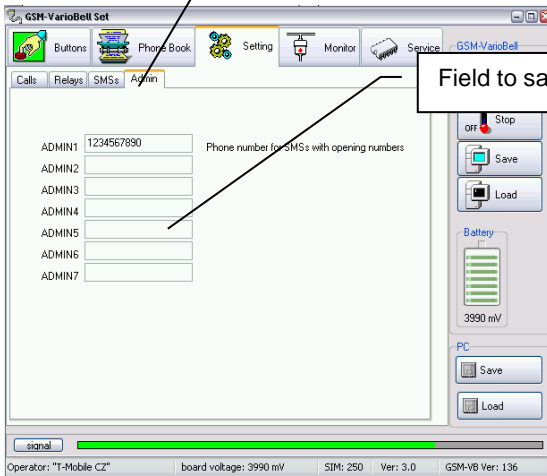 GSM-VarioBell Set
Buttons Phone Book Setting Monitor Service
GSM-VarioBell
Calls Relays SMSs Admin
Field to sa
OFF Stop
ADMIN1 1234567890 Phone number for SMSs with opening numbers
Save
ADMIN2
ADMIN3
Load
ADMIN4
ADMIN5
Battery
ADMIN6
ADMIN7
3990 mV
PC
Save
Load
signal
Operator: "T-Mobile CZ" board voltage: 3990 mV SIM: 250 Ver: 3.0 GSM-VB Ver: 136